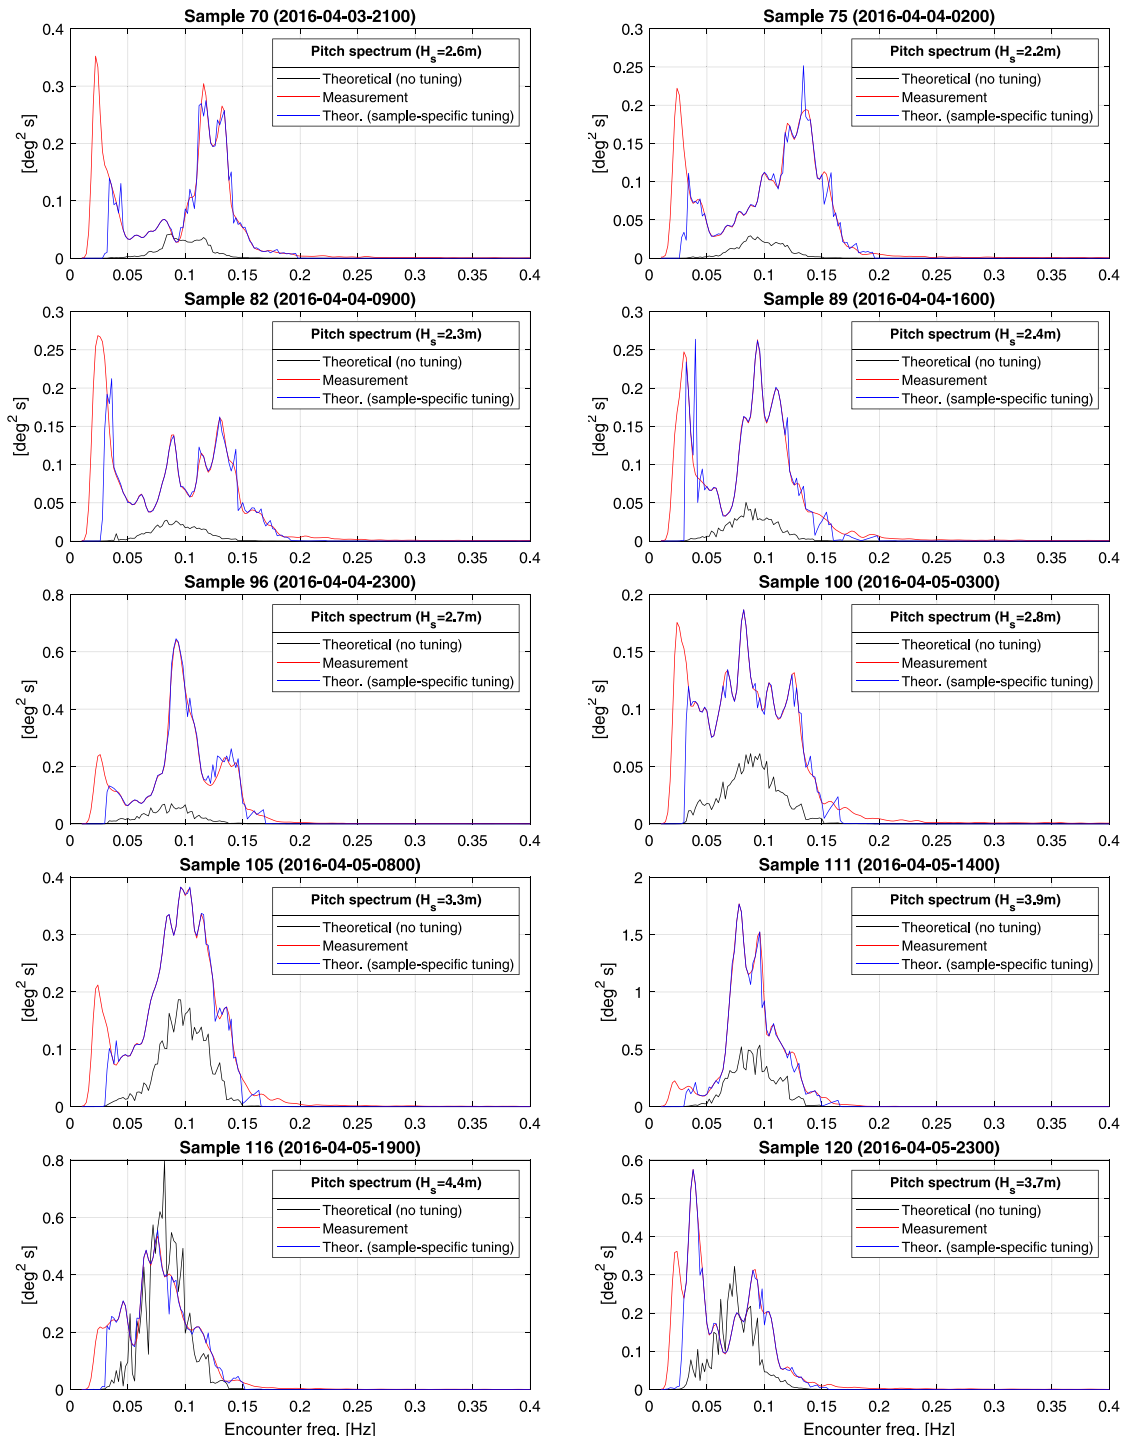 Sample 70 (2016-04-03-2100)
[deg² s]
0.4
0.3
0.2
0.1
0
0 0.05 0.1 0.15 0.2 0.25 0.3 0.35 0.4
Pitch spectrum (Hₛ=2.6m)
Theoretical (no tuning)
Measurement
Theor. (sample-specific tuning)
Sample 75 (2016-04-04-0200)
[deg² s]
0.3
0.25
0.2
0.15
0.1
0.05
0
0 0.05 0.1 0.15 0.2 0.25 0.3 0.35 0.4
Pitch spectrum (Hₛ=2.2m)
Theoretical (no tuning)
Measurement
Theor. (sample-specific tuning)
Sample 82 (2016-04-04-0900)
[deg² s]
0.3
0.25
0.2
0.15
0.1
0.05
0
0 0.05 0.1 0.15 0.2 0.25 0.3 0.35 0.4
Pitch spectrum (Hₛ=2.3m)
Theoretical (no tuning)
Measurement
Theor. (sample-specific tuning)
Sample 89 (2016-04-04-1600)
[deg² s]
0.3
0.25
0.2
0.15
0.1
0.05
0
0 0.05 0.1 0.15 0.2 0.25 0.3 0.35 0.4
Pitch spectrum (Hₛ=2.4m)
Theoretical (no tuning)
Measurement
Theor. (sample-specific tuning)
Sample 96 (2016-04-04-2300)
[deg² s]
0.8
0.6
0.4
0.2
0
0 0.05 0.1 0.15 0.2 0.25 0.3 0.35 0.4
Pitch spectrum (Hₛ=2.7m)
Theoretical (no tuning)
Measurement
Theor. (sample-specific tuning)
Sample 100 (2016-04-05-0300)
[deg² s]
0.2
0.15
0.1
0.05
0
0 0.05 0.1 0.15 0.2 0.25 0.3 0.35 0.4
Pitch spectrum (Hₛ=2.8m)
Theoretical (no tuning)
Measurement
Theor. (sample-specific tuning)
Sample 105 (2016-04-05-0800)
[deg² s]
0.4
0.3
0.2
0.1
0
0 0.05 0.1 0.15 0.2 0.25 0.3 0.35 0.4
Pitch spectrum (Hₛ=3.3m)
Theoretical (no tuning)
Measurement
Theor. (sample-specific tuning)
Sample 111 (2016-04-05-1400)
[deg² s]
2
1.5
1
0.5
0
0 0.05 0.1 0.15 0.2 0.25 0.3 0.35 0.4
Pitch spectrum (Hₛ=3.9m)
Theoretical (no tuning)
Measurement
Theor. (sample-specific tuning)
Sample 116 (2016-04-05-1900)
[deg² s]
0.8
0.6
0.4
0.2
0
0 0.05 0.1 0.15 0.2 0.25 0.3 0.35 0.4
Encounter freq. [Hz]
Pitch spectrum (Hₛ=4.4m)
Theoretical (no tuning)
Measurement
Theor. (sample-specific tuning)
Sample 120 (2016-04-05-2300)
[deg² s]
0.6
0.5
0.4
0.3
0.2
0.1
0
0 0.05 0.1 0.15 0.2 0.25 0.3 0.35 0.4
Encounter freq. [Hz]
Pitch spectrum (Hₛ=3.7m)
Theoretical (no tuning)
Measurement
Theor. (sample-specific tuning)